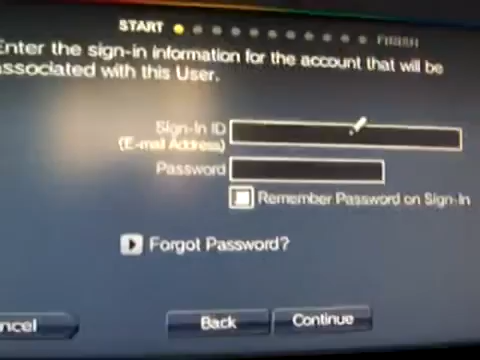 START FINISH
Enter the sign-in information for the account that will be
associated with this User.
Sign-In ID
(E-mail Address)
Password
Remember Password on Sign-In
Forgot Password?
ncel Back Continue